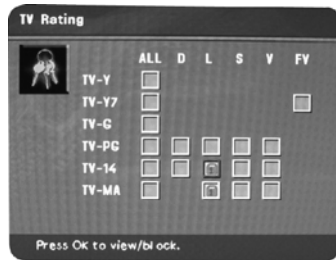 TV Rating
ALL D L S V FV
TV-Y
TV-Y7
TV-G
TV-PG
TV-14
TV-MA
Press OK to view/block.